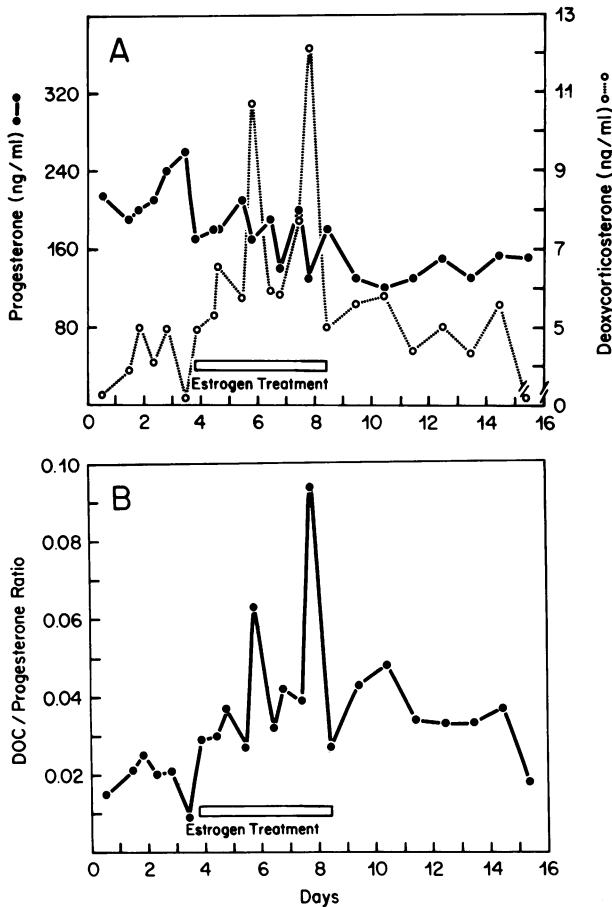 A
Progesterone (ng/ml)
320
240
160
80
0
Deoxycorticosterone (ng/ml)
13
11
9
7
5
0
Estrogen Treatment
0 2 4 6 8 10 12 14 16
B
DOC / Progesterone Ratio
0.10
0.08
0.06
0.04
0.02
Estrogen Treatment
0 2 4 6 8 10 12 14 16
Days